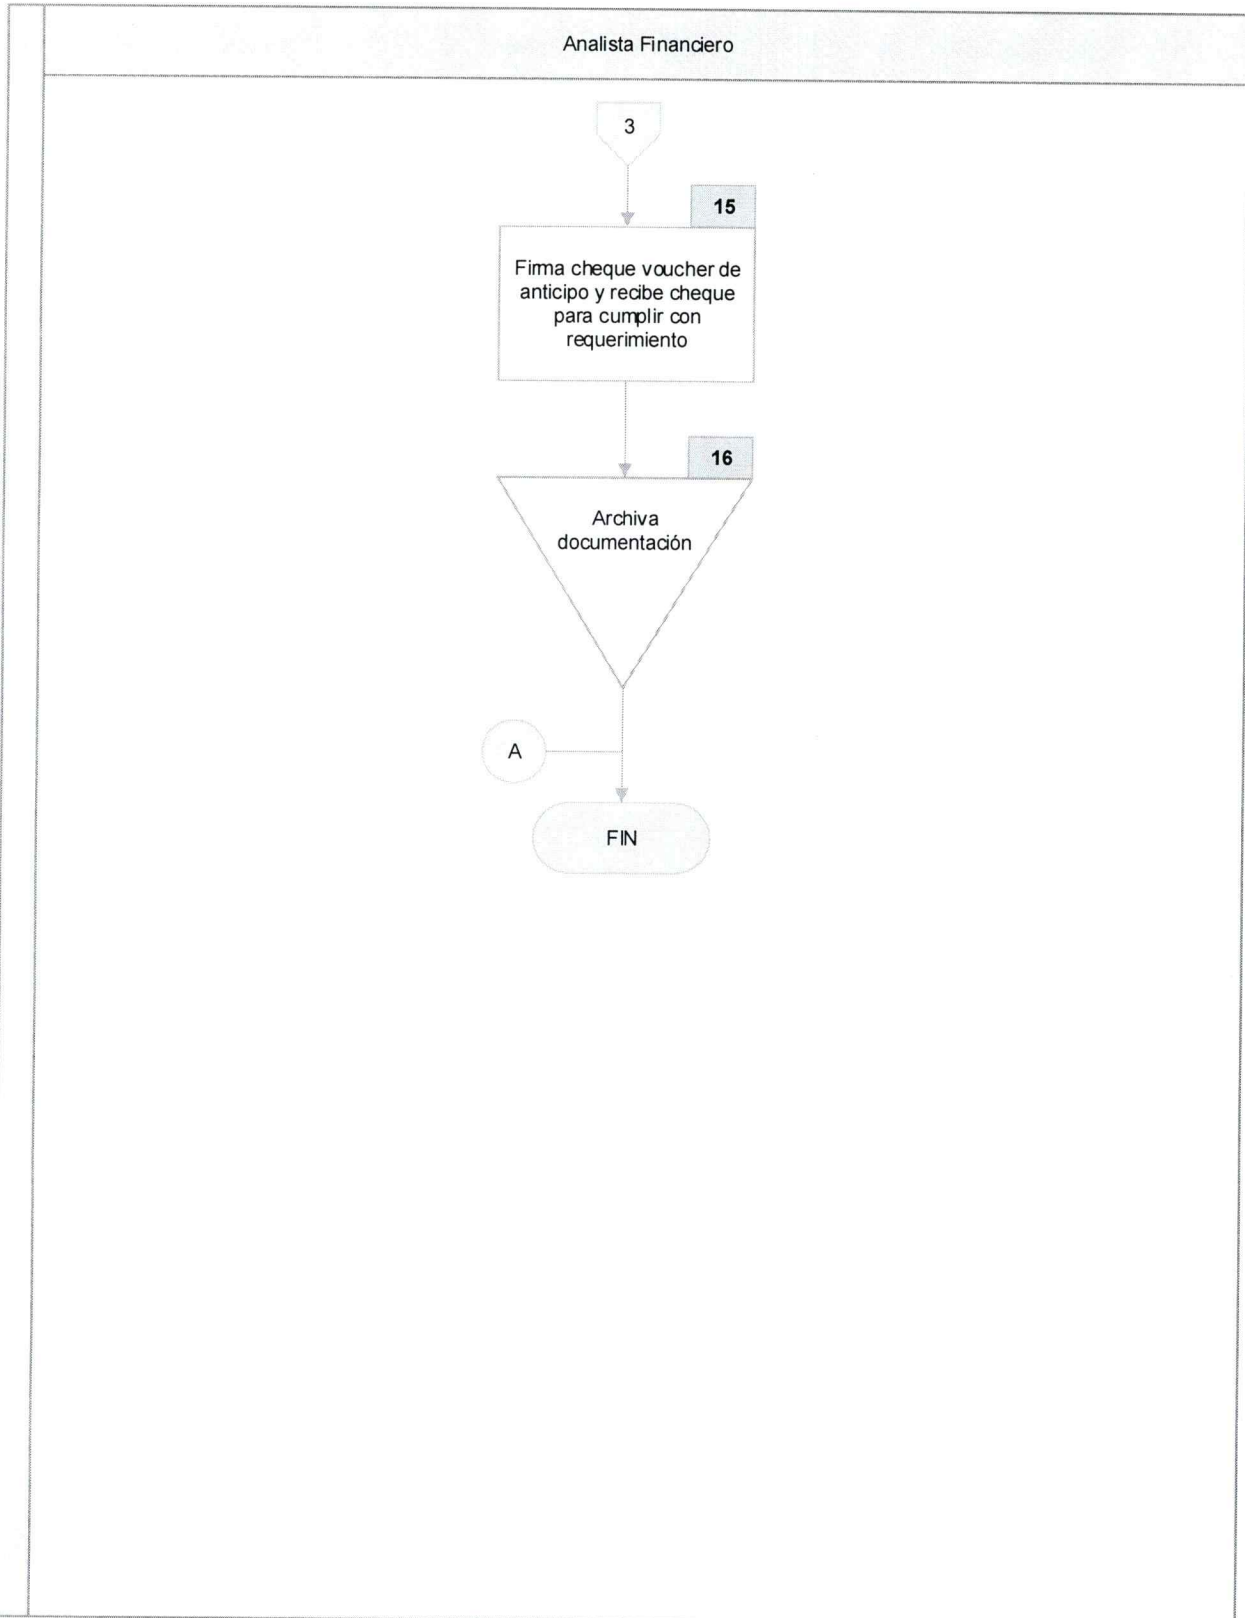 Analista Financiero
3
15
Firma cheque voucher de
anticipo y recibe cheque
para cumplir con
requerimiento
16
Archiva
documentación
A
FIN